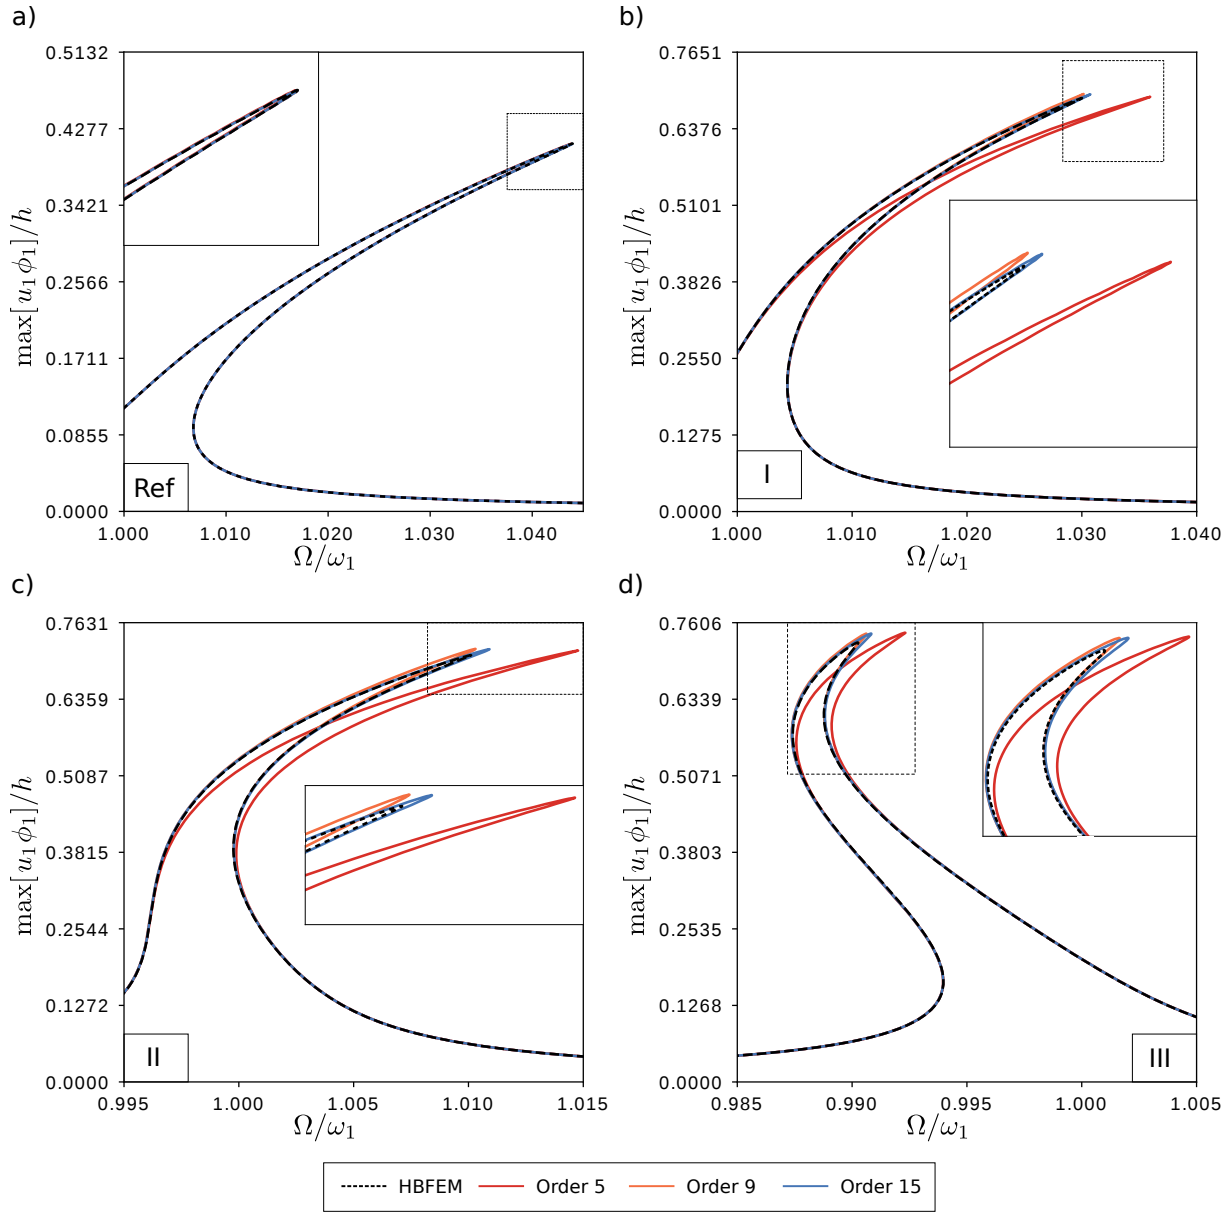 a)
0.5132
0.4277
0.3421
0.2566
0.1711
0.0855
0.0000
max[u₁ϕ₁]/h
Ref
1.000 1.010 1.020 1.030 1.040
Ω/ω₁
b)
0.7651
0.6376
0.5101
0.3826
0.2550
0.1275
0.0000
max[u₁ϕ₁]/h
I
1.000 1.010 1.020 1.030 1.040
Ω/ω₁
c)
0.7631
0.6359
0.5087
0.3815
0.2544
0.1272
0.0000
max[u₁ϕ₁]/h
II
0.995 1.000 1.005 1.010 1.015
Ω/ω₁
d)
0.7606
0.6339
0.5071
0.3803
0.2535
0.1268
0.0000
max[u₁ϕ₁]/h
III
0.985 0.990 0.995 1.000 1.005
Ω/ω₁
HBFEM Order 5 Order 9 Order 15